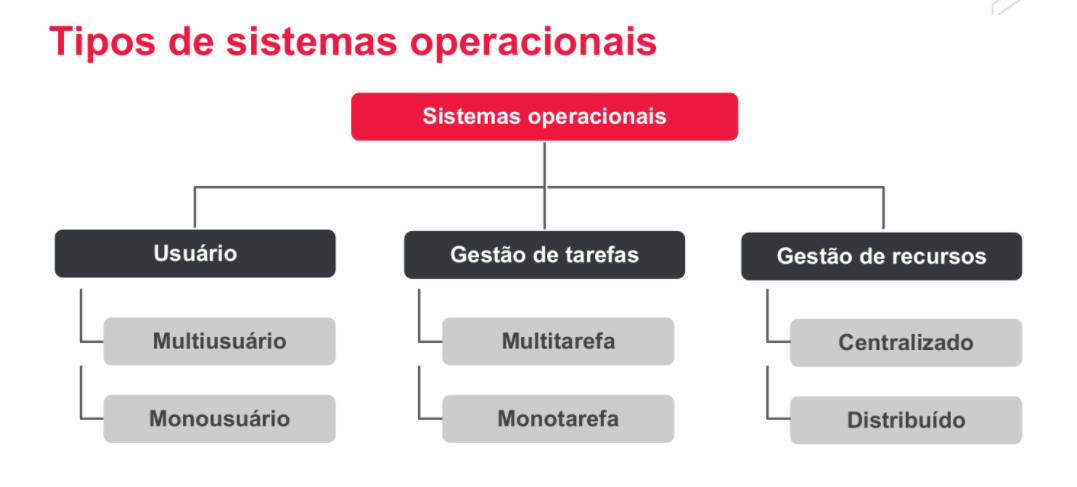 Tipos de sistemas operacionais
Sistemas operacionais
Usuário
Multiusuário
Monousuário
Gestão de tarefas
Multitarefa
Monotarefa
Gestão de recursos
Centralizado
Distribuído